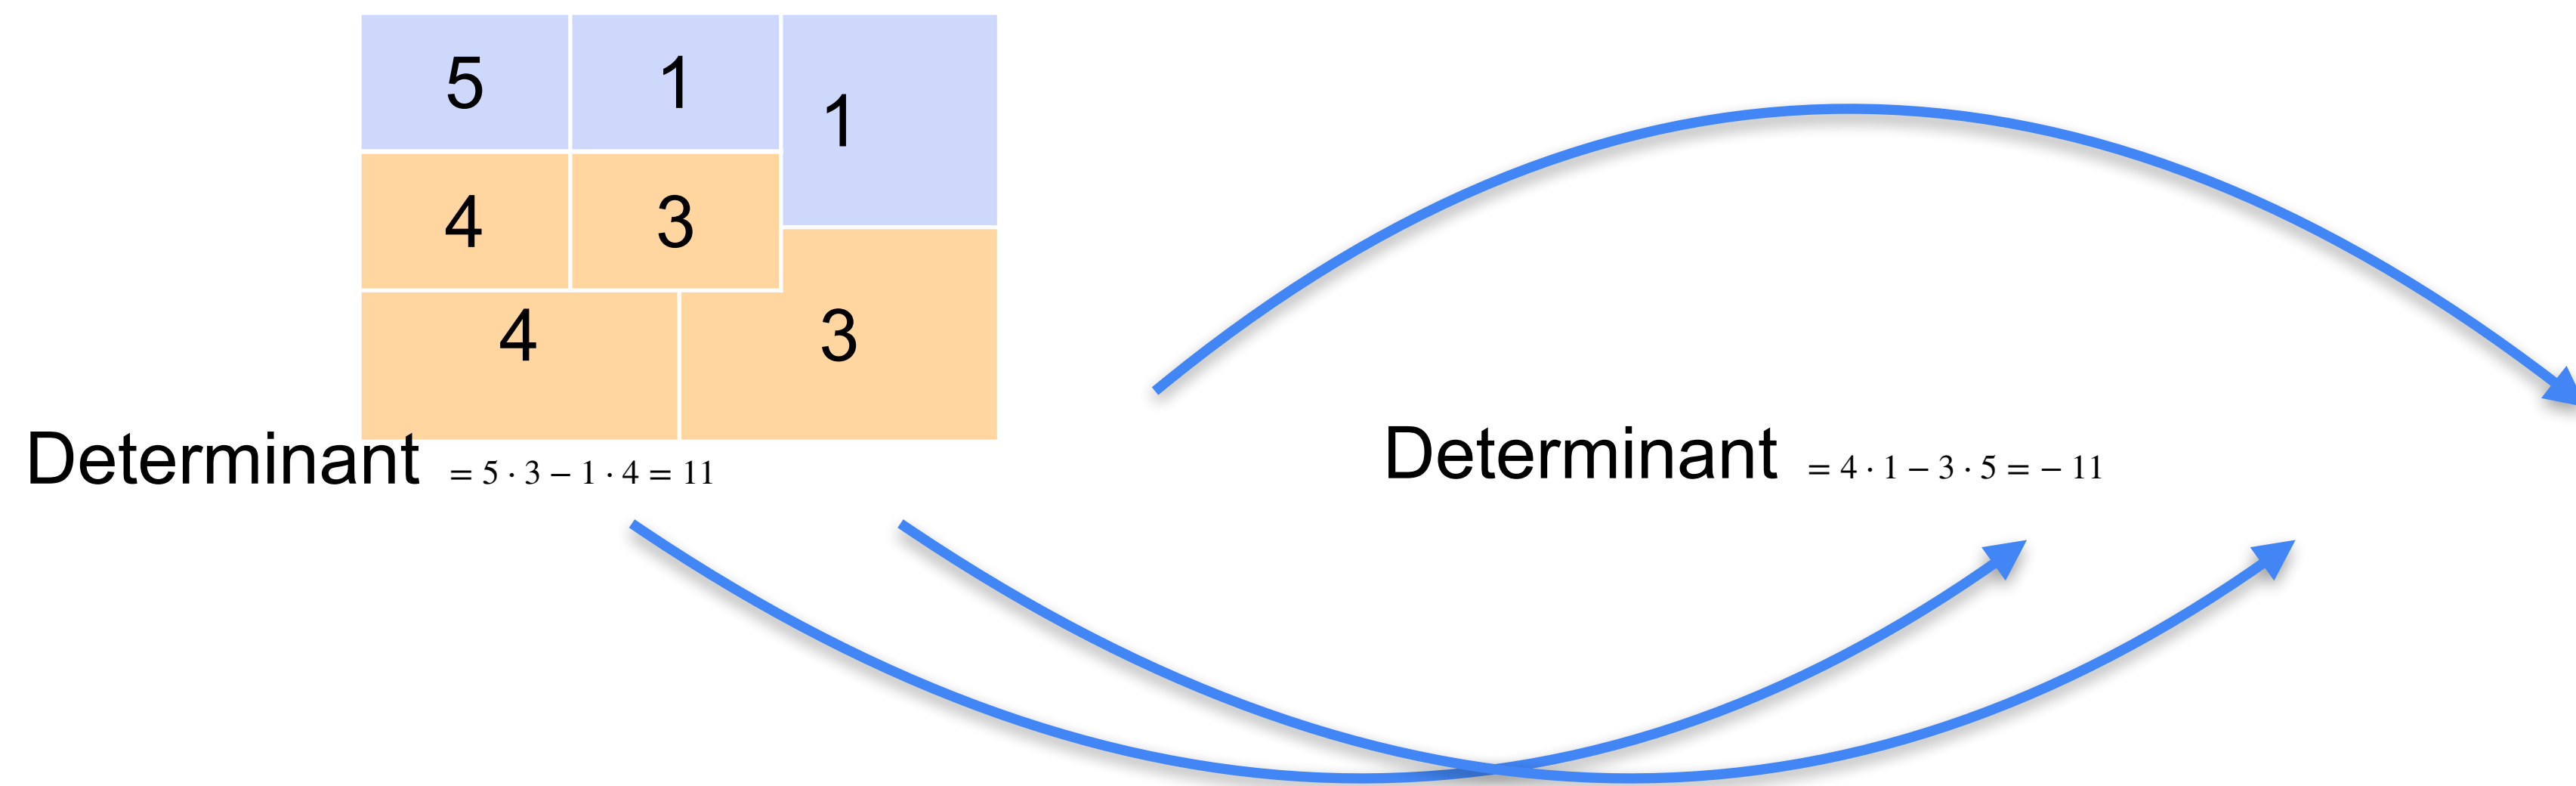 5 1 1
4 3
4 3
Determinant = 5 · 3 − 1 · 4 = 11
Determinant = 4 · 1 − 3 · 5 = − 11